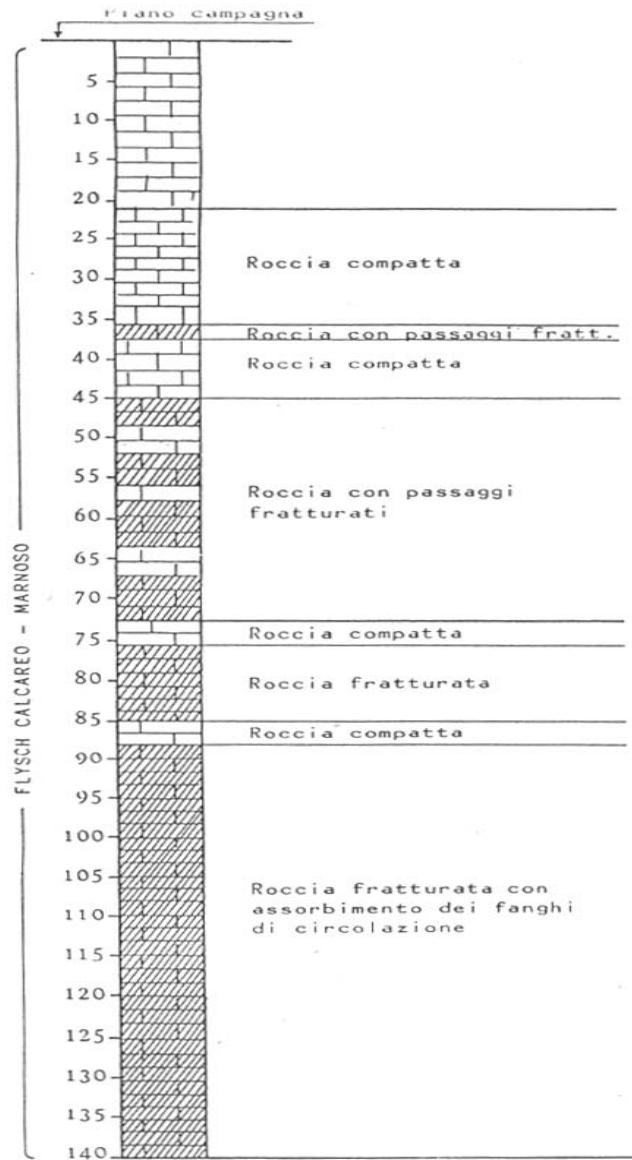 Piano campagna
5
10
15
20
25
Roccia compatta
30
35
Roccia con passaggi fratt.
40
Roccia compatta
45
50
55
Roccia con passaggi
fratturati
60
65
70
75
Roccia compatta
80
Roccia fratturata
85
Roccia compatta
90
95
100
105
Roccia fratturata con
assorbimento dei fanghi
di circolazione
110
115
120
125
130
135
140
FLYSCH CALCAREO - MARNOSO